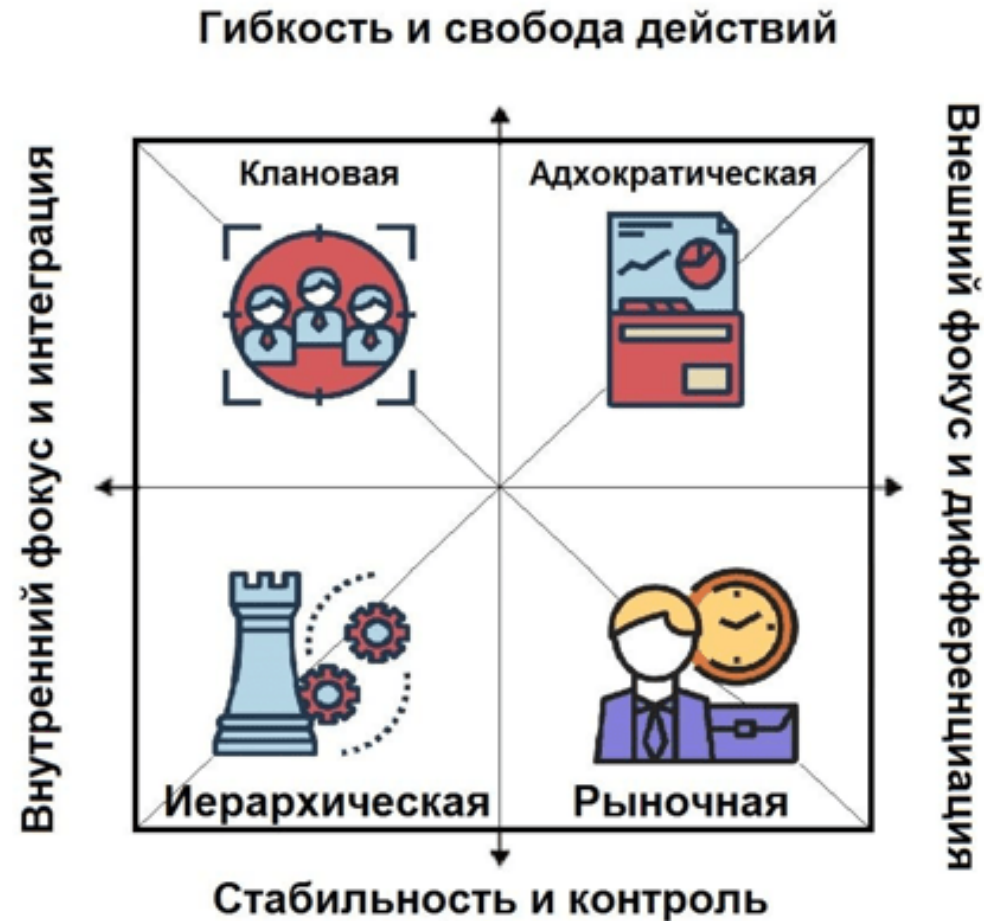 Гибкость и свобода действий
Внутренний фокус и интеграция
Клановая
Адхократическая
Внешний фокус и дифференциация
Иерархическая
Рыночная
Стабильность и контроль